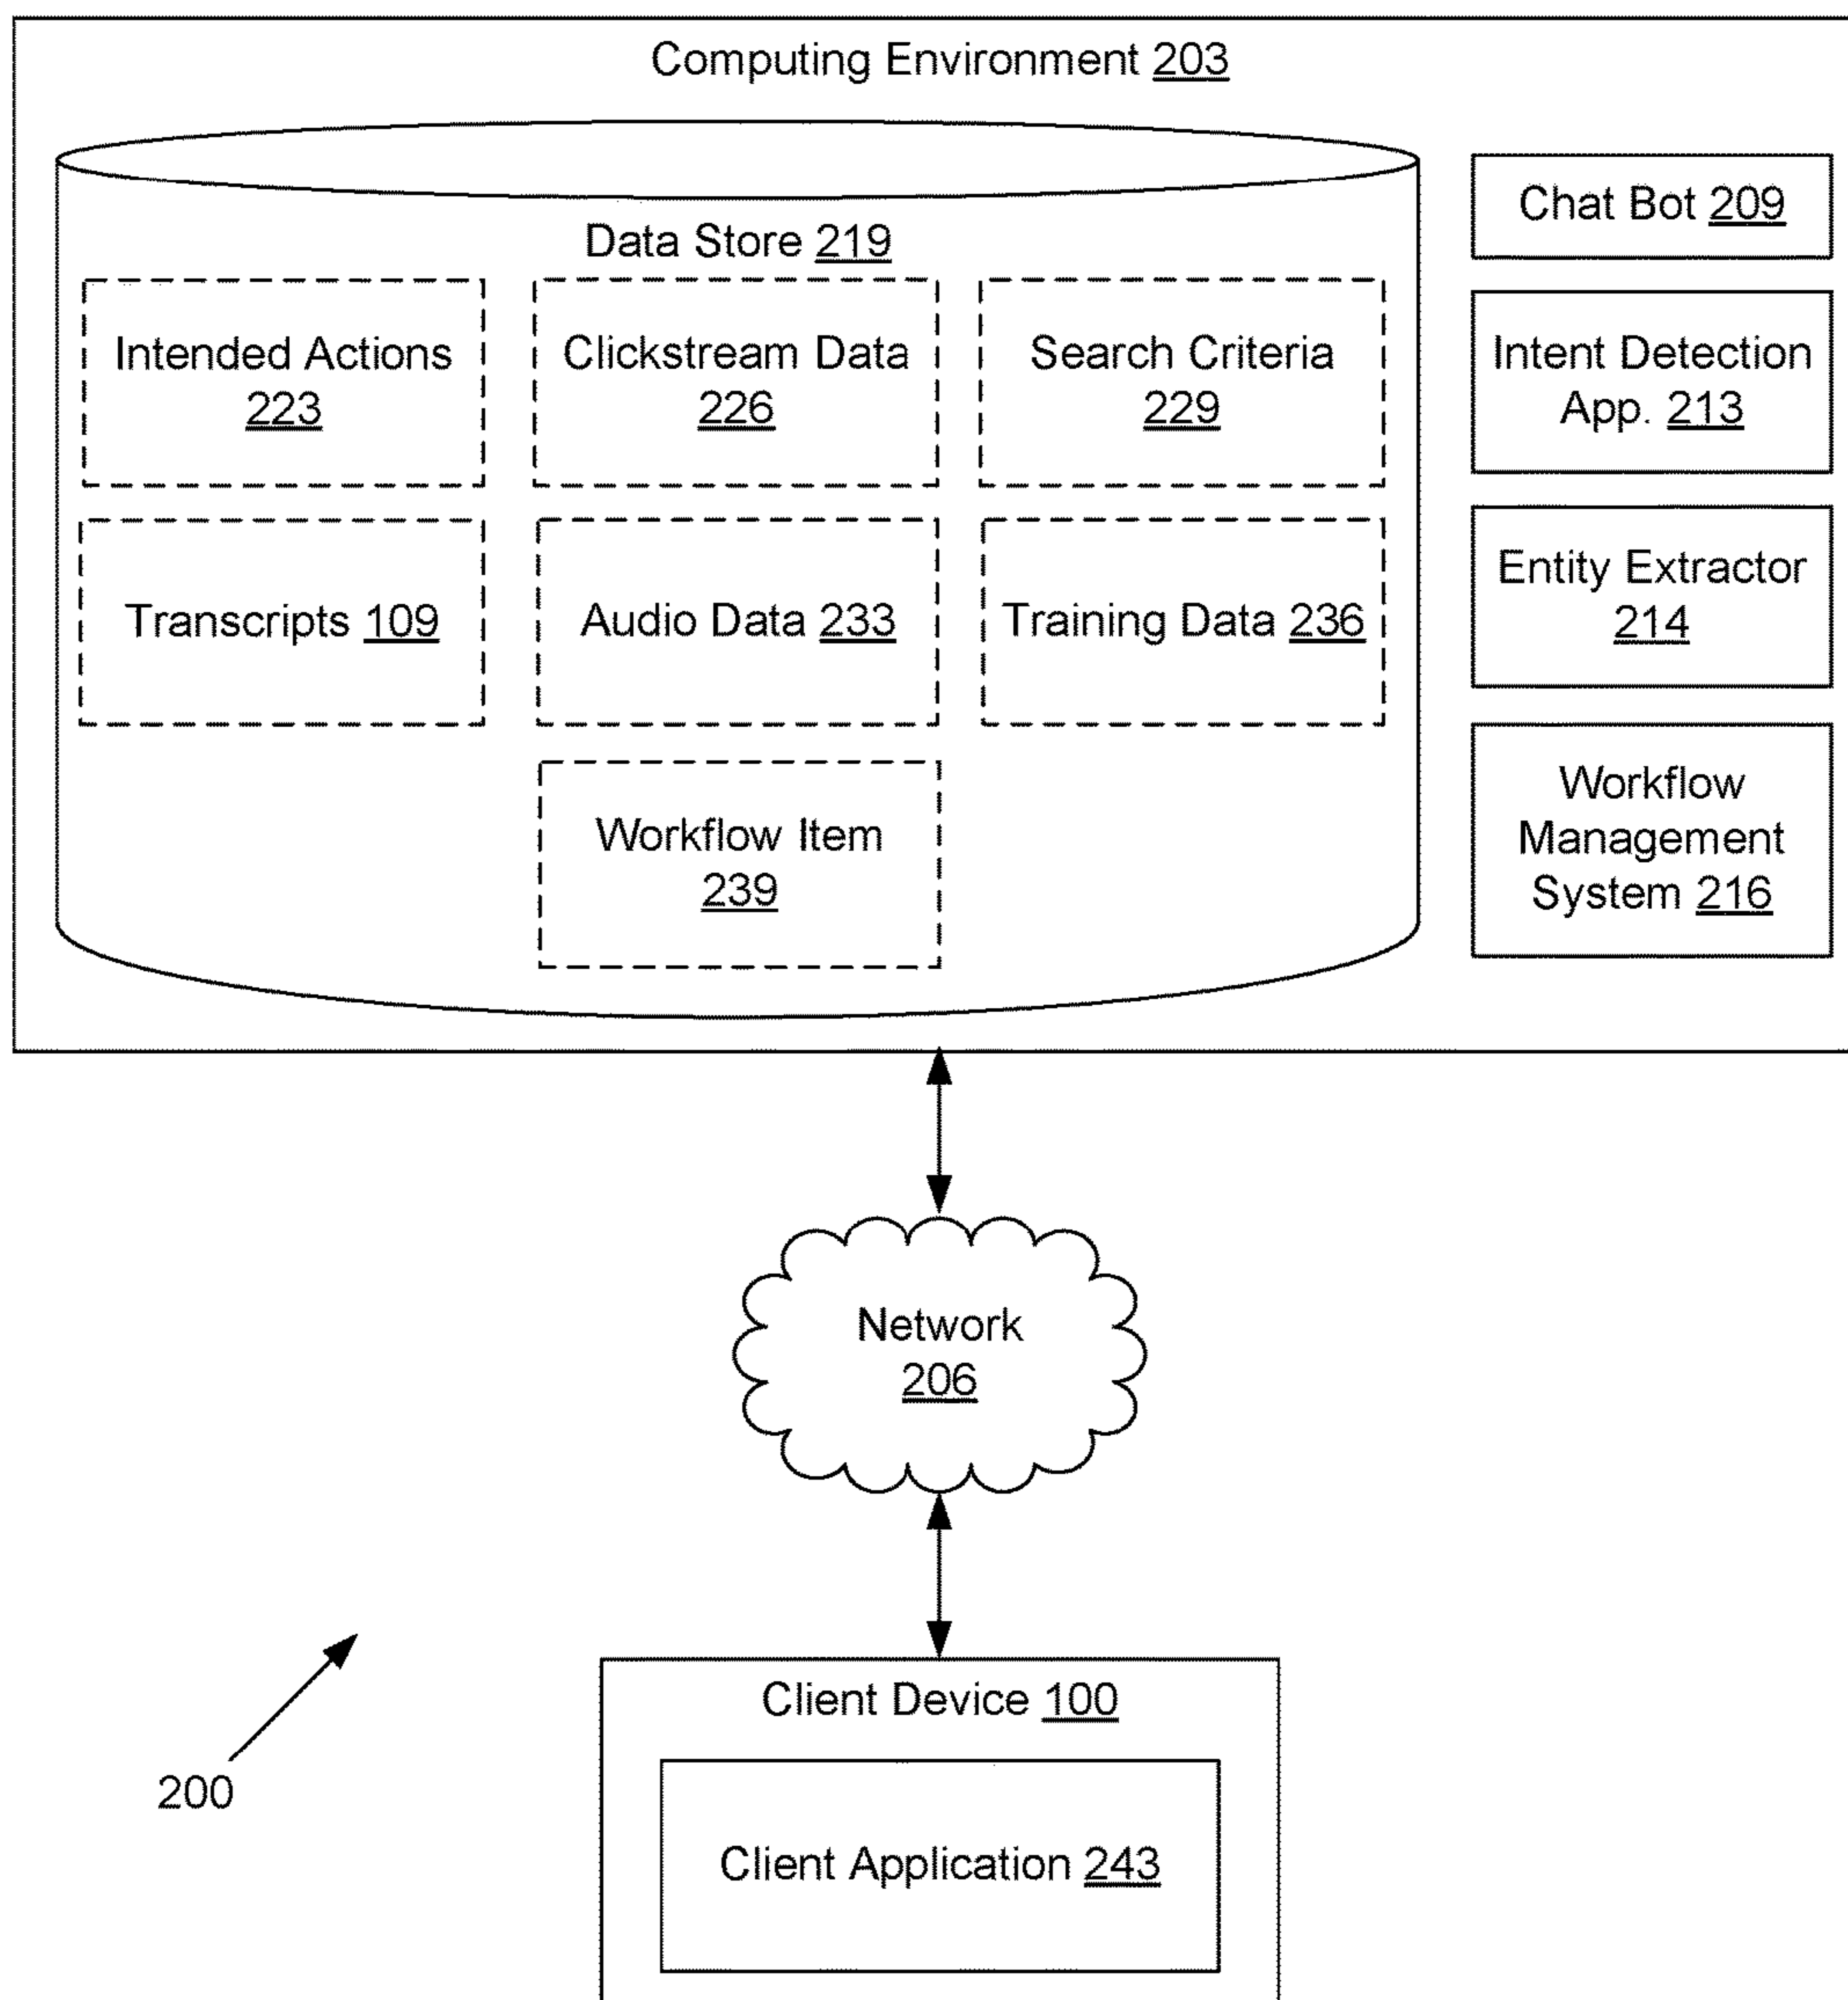 Computing Environment 203
Data Store 219
Intended Actions
223
Clickstream Data
226
Search Criteria
229
Transcripts 109
Audio Data 233
Training Data 236
Workflow Item
239
Chat Bot 209
Intent Detection
App. 213
Entity Extractor
214
Workflow
Management
System 216
Network
206
200
Client Device 100
Client Application 243